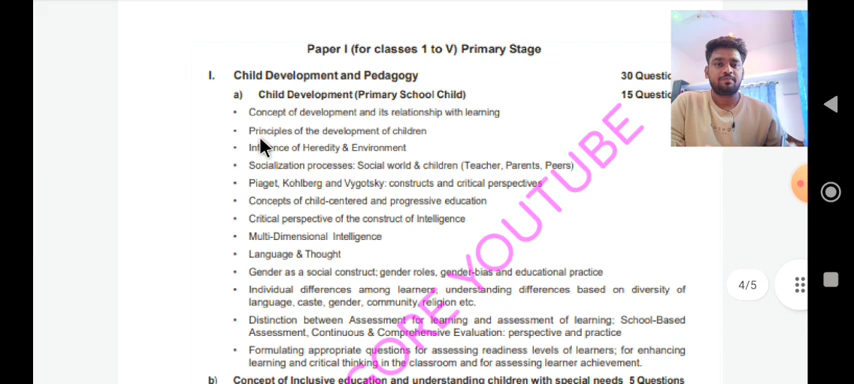 Paper I (for classes 1 to V) Primary Stage
I. Child Development and Pedagogy 30
a) Child Development (Primary School Child) 15
• Concept of development and its relationship with learning
• Principles of the development of children
• Influence of Heredity & Environment
• Socialization processes: Social world & children (Teacher, Parents, Peers)
• Piaget, Kohlberg and Vygotsky: constructs and critical perspectives
• Concepts of child-centered and progressive education
• Critical perspective of the construct of Intelligence
• Multi-Dimensional Intelligence
• Language & Thought
• Gender as a social construct; gender roles, gender-bias and educational practice
• Individual differences among learners, understanding differences based on diversity of
language, caste, gender, community, religion etc.
• Distinction between Assessment for learning and assessment of learning; School-Based
Assessment, Continuous & Comprehensive Evaluation: perspective and practice
• Formulating appropriate questions for assessing readiness levels of learners; for enhancing
learning and critical thinking in the classroom and for assessing learner achievement.
b) Concept of Inclusive education and understanding children with special needs 5 Questions
CORE YOUTUBE
4/5